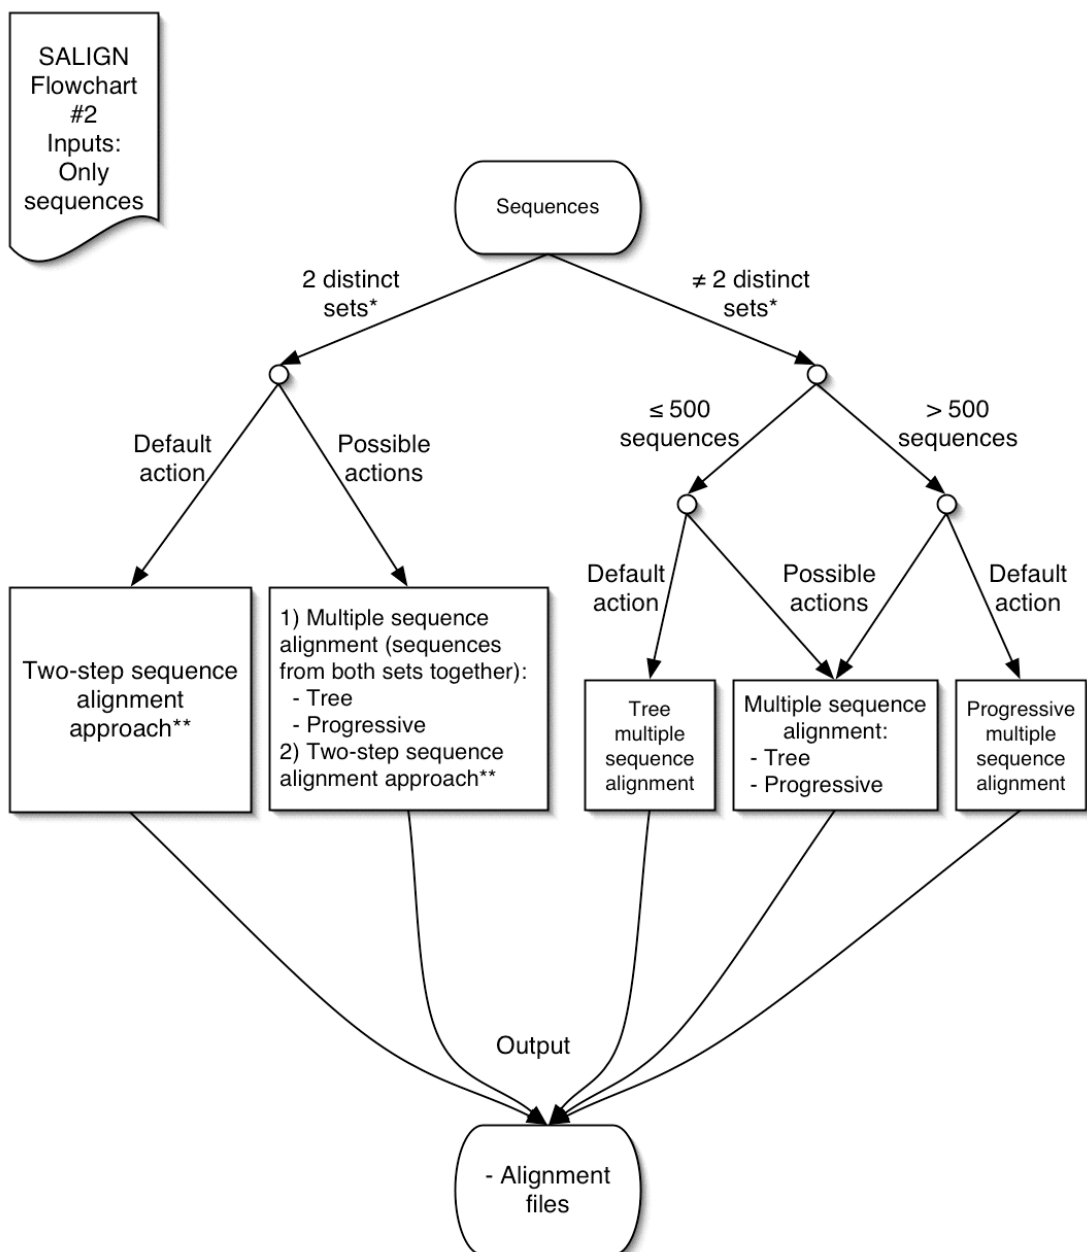 SALIGN
Flowchart
#2
Inputs:
Only
sequences
Sequences
2 distinct
sets*
≠ 2 distinct
sets*
≤ 500
sequences
> 500
sequences
Default
action
Possible
actions
Default
action
Possible
actions
Default
action
Two-step sequence
alignment
approach**
1) Multiple sequence
alignment (sequences
from both sets together):
- Tree
- Progressive
2) Two-step sequence
alignment approach**
Tree
multiple
sequence
alignment
Multiple sequence
alignment:
- Tree
- Progressive
Progressive
multiple
sequence
alignment
Output
- Alignment
files